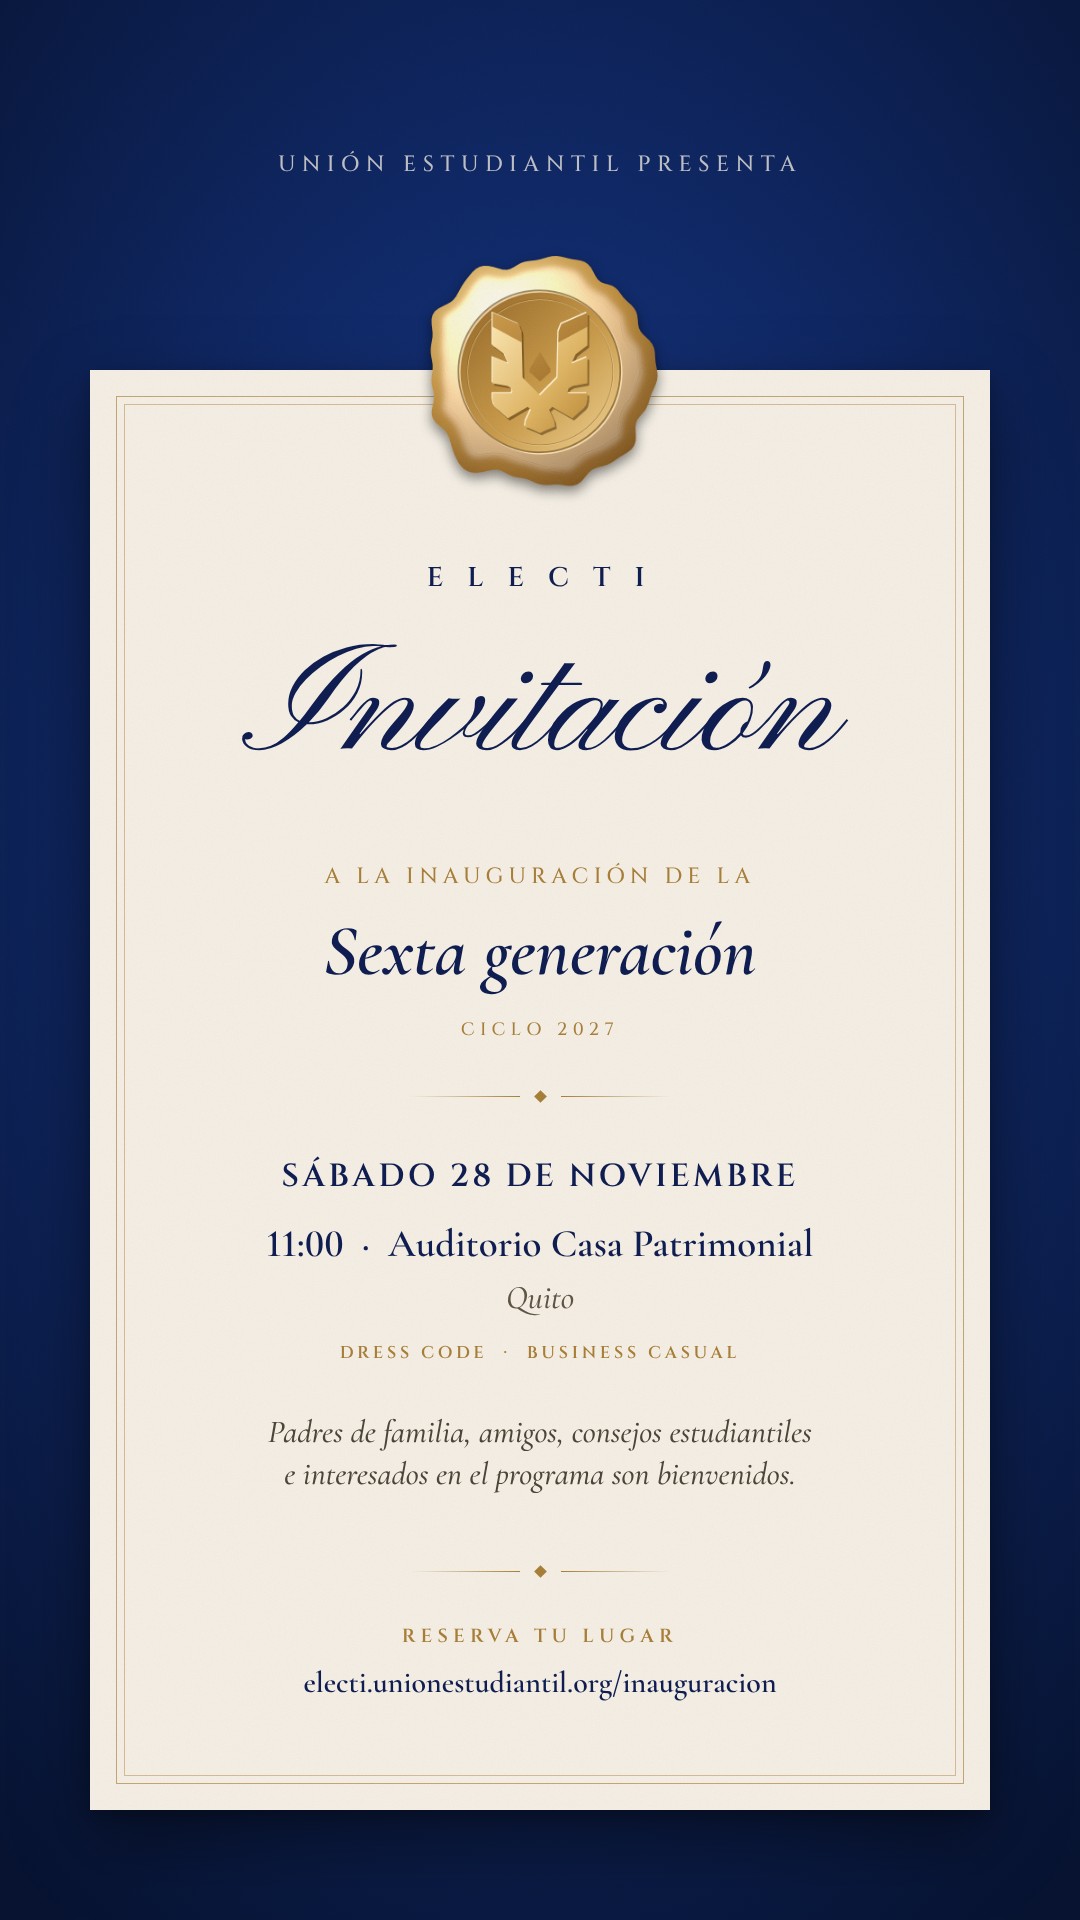 UNIÓN ESTUDIANTIL PRESENTA
ELECTI
Invitación
A LA INAUGURACIÓN DE LA
Sexta generación
CICLO 2027
SÁBADO 28 DE NOVIEMBRE
11:00 · Auditorio Casa Patrimonial
Quito
DRESS CODE · BUSINESS CASUAL
Padres de familia, amigos, consejos estudiantiles
e interesados en el programa son bienvenidos.
RESERVA TU LUGAR
electi.unionestudiantil.org/inauguracion